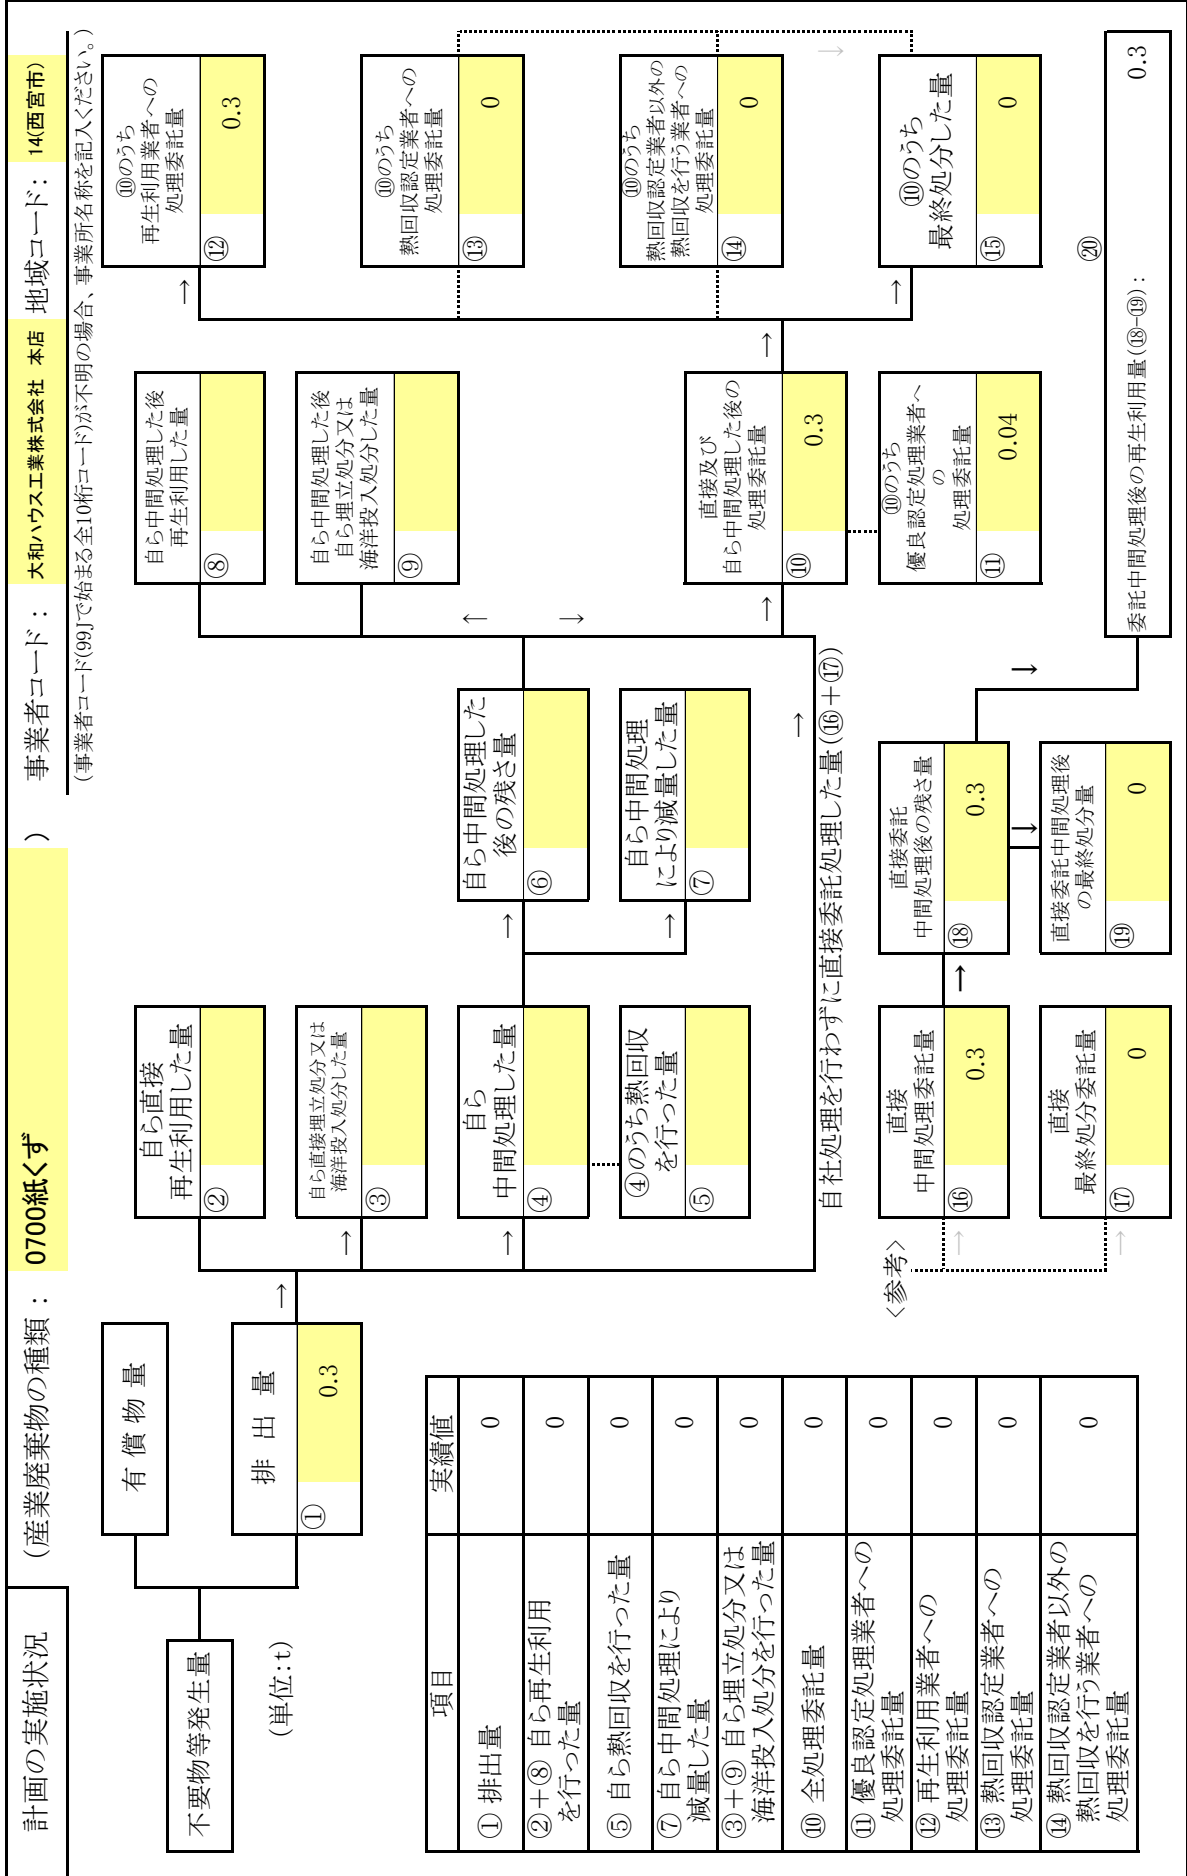 計画の実施状況
(産業廃棄物の種類 : 0700紙くず )
事業者コード : 大和ハウス工業株式会社 本店 地域コード : 14(西宮市)
(事業者コード(99Jで始まる全10桁コード)が不明の場合、事業所名称を記入ください。)
不要物等発生量
(単位:t)
有 償 物 量
排 出 量
① 0.3
自ら直接
再生利用した量
②
自ら直接埋立処分又は
海洋投入処分した量
③
自ら
中間処理した量
④
④のうち熱回収
を行った量
⑤
自ら中間処理した
後の残さ量
⑥
自ら中間処理
により減量した量
⑦
自ら中間処理した後
再生利用した量
⑧
自ら中間処理した後
自ら埋立処分又は
海洋投入処分した量
⑨
直接及び
自ら中間処理した後の
処理委託量
⑩ 0.3
⑩のうち
優良認定処理業者へ
の
処理委託量
⑪ 0.04
⑩のうち
再生利用業者への
処理委託量
⑫ 0.3
⑩のうち
熱回収認定業者への
処理委託量
⑬ 0
⑩のうち
熱回収認定業者以外の
熱回収を行う業者への
処理委託量
⑭ 0
⑩のうち
最終処分した量
⑮ 0
自社処理を行わずに直接委託処理した量(⑯+⑰)
<参考>
直接
中間処理委託量
⑯ 0.3
直接
最終処分委託量
⑰ 0
直接委託
中間処理後の残さ量
⑱ 0.3
直接委託中間処理後
の最終処分量
⑲ 0
⑳
委託中間処理後の再生利用量(⑱-⑲) : 0.3
項目 実績値
① 排出量 0
②+⑧ 自ら再生利用
を行った量 0
⑤ 自ら熱回収を行った量 0
⑦ 自ら中間処理により
減量した量 0
③+⑨ 自ら埋立処分又は
海洋投入処分を行った量 0
⑩ 全処理委託量 0
⑪ 優良認定処理業者への
処理委託量 0
⑫ 再生利用業者への
処理委託量 0
⑬ 熱回収認定業者への
処理委託量 0
⑭ 熱回収認定業者以外の
熱回収を行う業者への
処理委託量 0